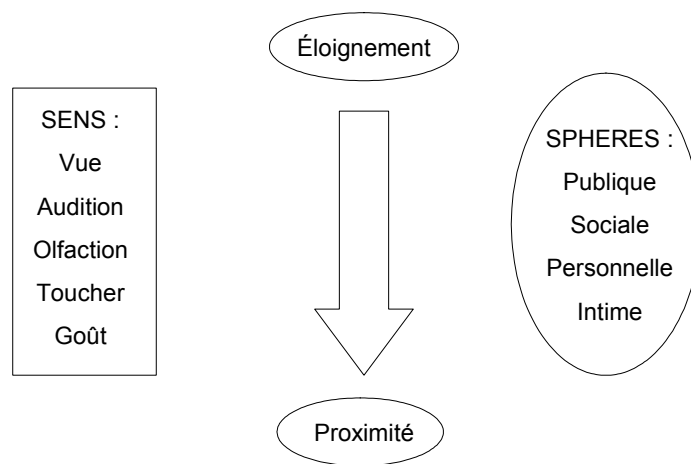 Éloignement
SENS :
Vue
Audition
Olfaction
Toucher
Goût
SPHERES :
Publique
Sociale
Personnelle
Intime
Proximité